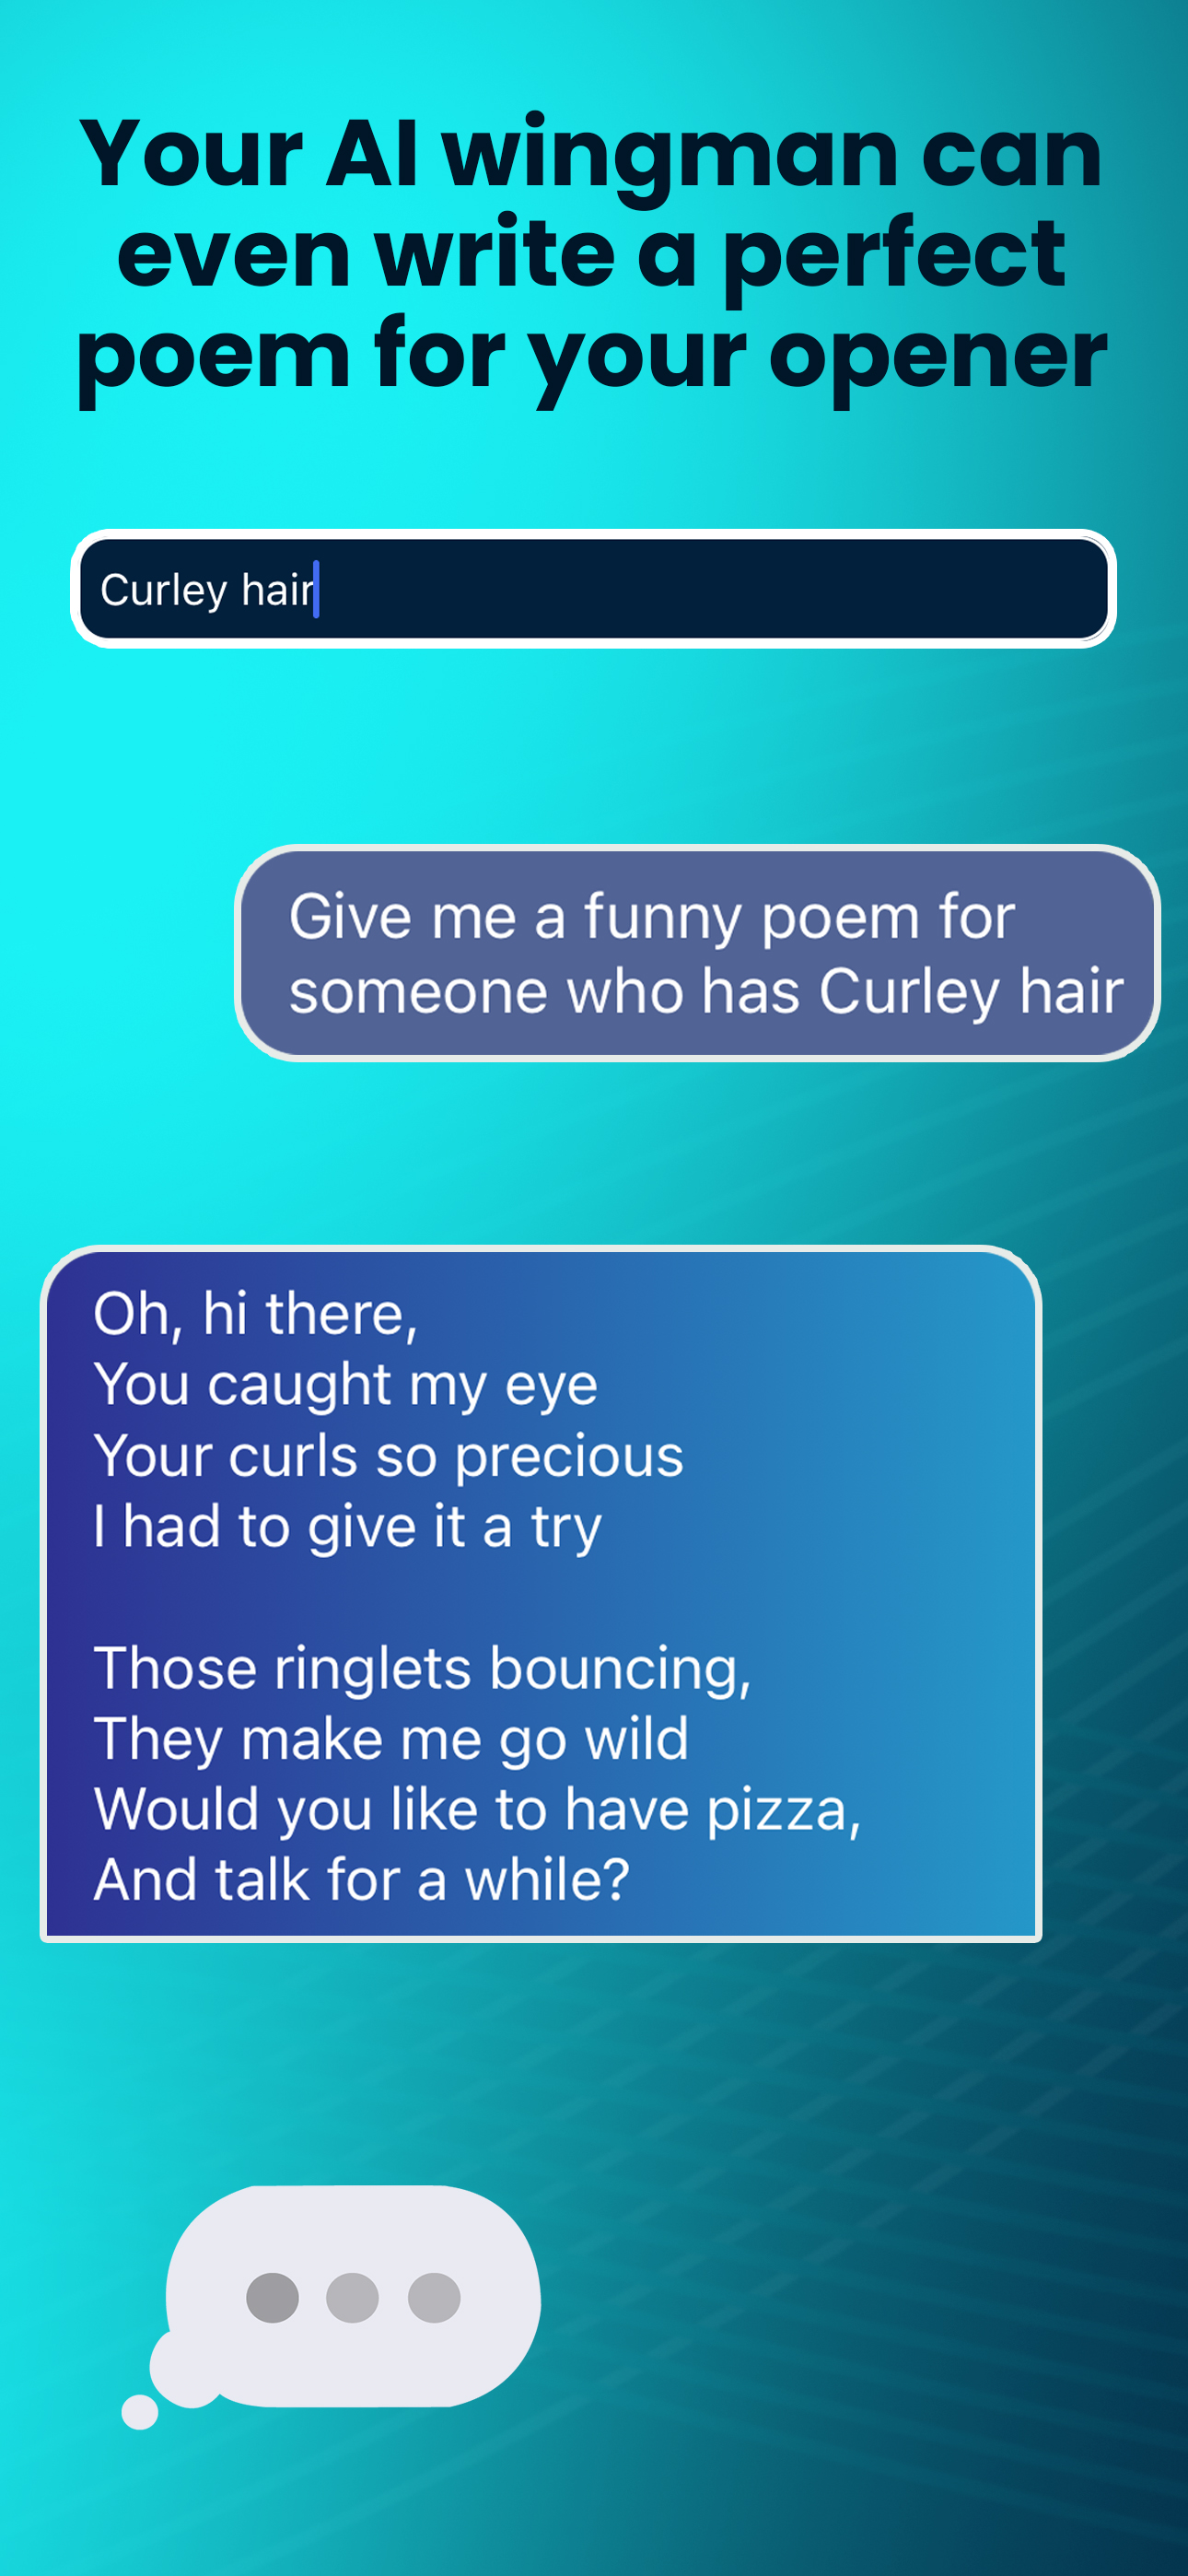 Your AI wingman can
even write a perfect
poem for your opener
Curley hair
Give me a funny poem for
someone who has Curley hair
Oh, hi there,
You caught my eye
Your curls so precious
I had to give it a try
Those ringlets bouncing,
They make me go wild
Would you like to have pizza,
And talk for a while?